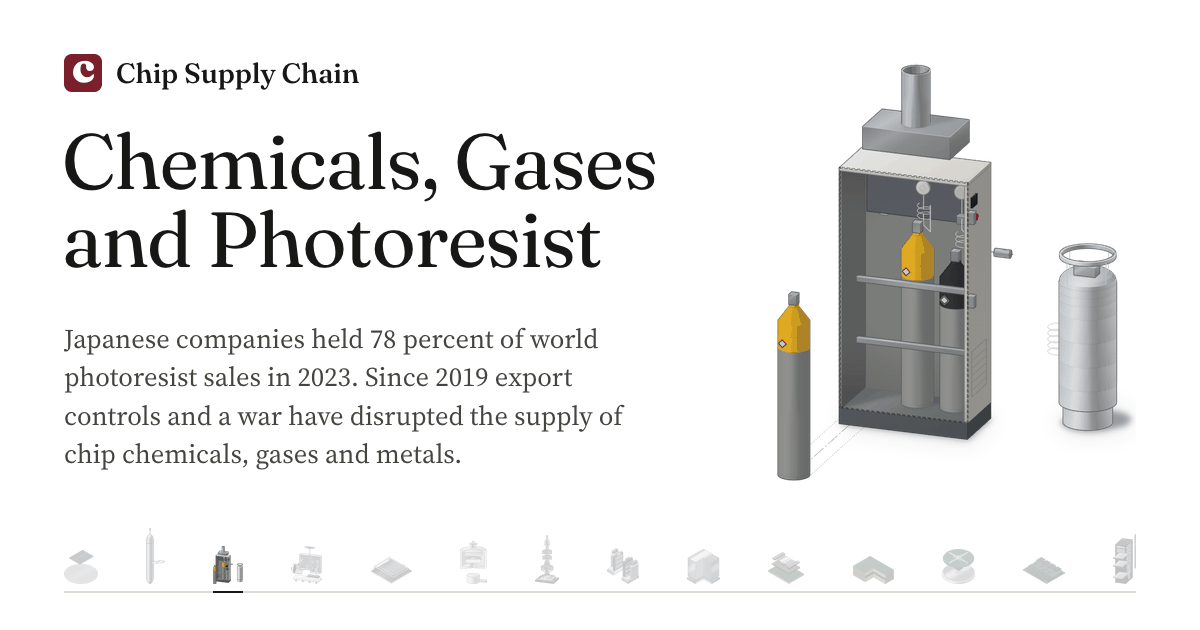 Chip Supply Chain
Chemicals, Gases
and Photoresist
Japanese companies held 78 percent of world
photoresist sales in 2023. Since 2019 export
controls and a war have disrupted the supply of
chip chemicals, gases and metals.